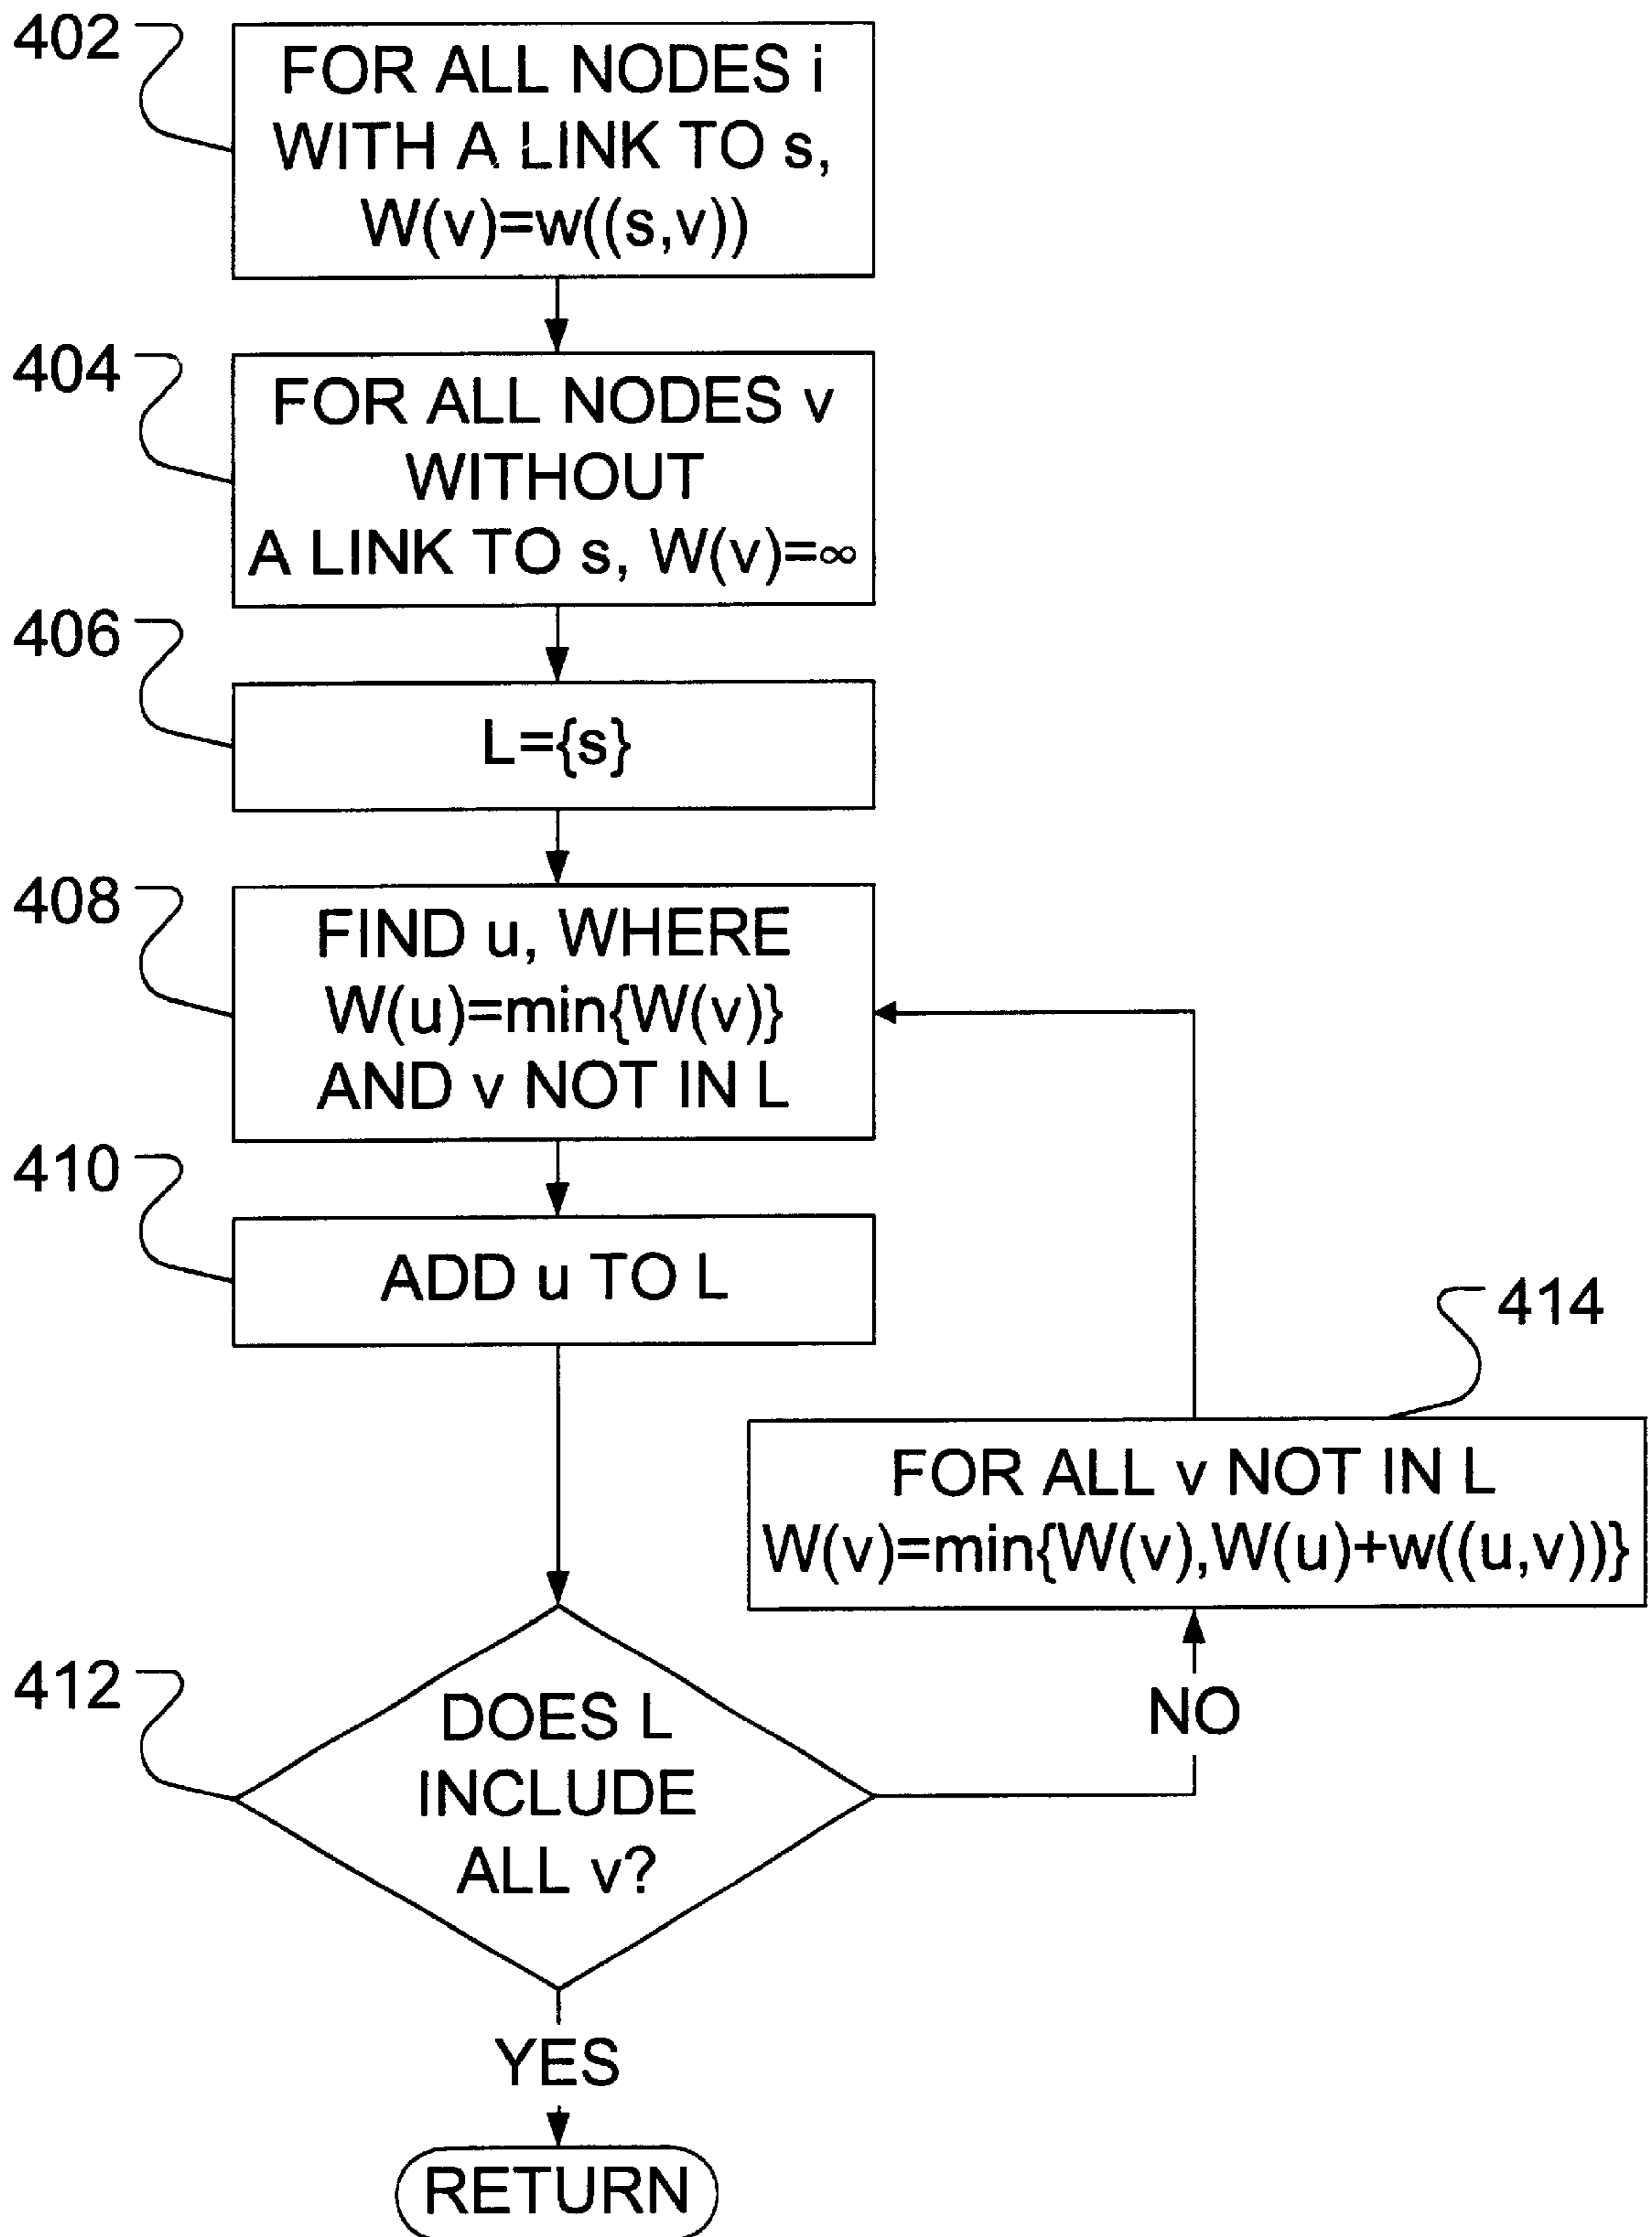 402
FOR ALL NODES i
WITH A LINK TO s,
W(v)=w((s,v))
404
FOR ALL NODES v
WITHOUT
A LINK TO s, W(v)=∞
406
L={s}
408
FIND u, WHERE
W(u)=min{W(v)}
AND v NOT IN L
410
ADD u TO L
414
FOR ALL v NOT IN L
W(v)=min{W(v),W(u)+w((u,v))}
412
DOES L
INCLUDE
ALL v?
NO
YES
RETURN